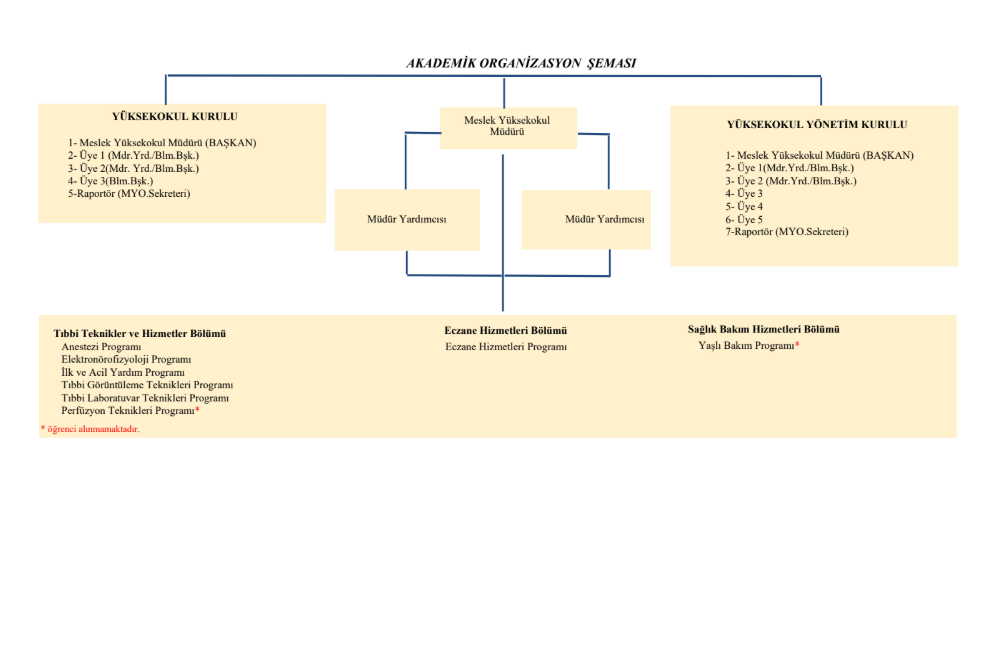 AKADEMİK ORGANİZASYON ŞEMASI
YÜKSEKOKUL KURULU
1- Meslek Yüksekokul Müdürü (BAŞKAN)
2- Üye 1 (Mdr.Yrd./Blm.Bşk.)
3- Üye 2(Mdr. Yrd./Blm.Bşk.)
4- Üye 3(Blm.Bşk.)
5-Raportör (MYO.Sekreteri)
Meslek Yüksekokul
Müdürü
Müdür Yardımcısı
Müdür Yardımcısı
YÜKSEKOKUL YÖNETİM KURULU
1- Meslek Yüksekokul Müdürü (BAŞKAN)
2- Üye 1(Mdr.Yrd./Blm.Bşk.)
3- Üye 2 (Mdr.Yrd./Blm.Bşk.)
4- Üye 3
5- Üye 4
6- Üye 5
7-Raportör (MYO.Sekreteri)
Tıbbi Teknikler ve Hizmetler Bölümü
Anestezi Programı
Elektronörofizyoloji Programı
İlk ve Acil Yardım Programı
Tıbbi Görüntüleme Teknikleri Programı
Tıbbi Laboratuvar Teknikleri Programı
Perfüzyon Teknikleri Programı*
* öğrenci alınmamaktadır.
Eczane Hizmetleri Bölümü
Eczane Hizmetleri Programı
Sağlık Bakım Hizmetleri Bölümü
Yaşlı Bakım Programı*